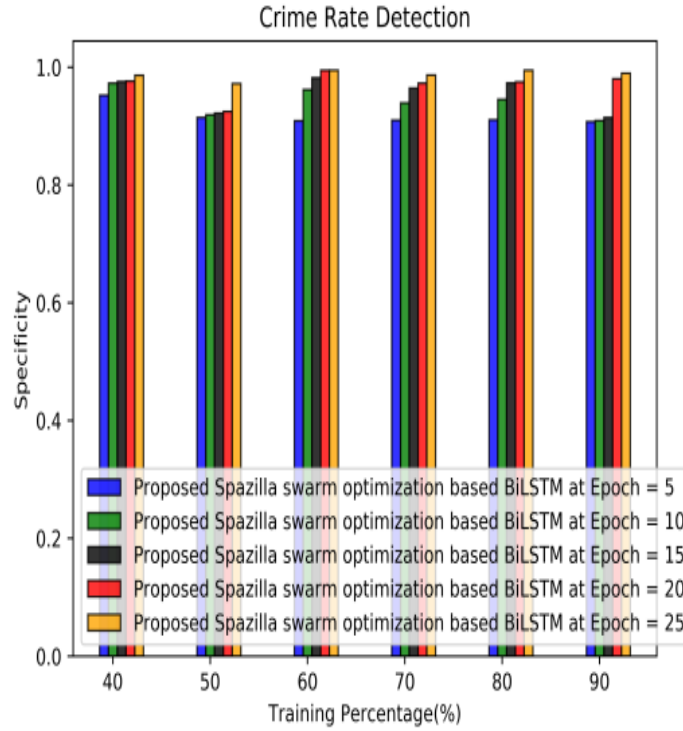 Crime Rate Detection
1.0
0.8
0.6
0.4
0.2
0.0
Specificity
Proposed Spazilla swarm optimization based BiLSTM at Epoch = 5
Proposed Spazilla swarm optimization based BiLSTM at Epoch = 10
Proposed Spazilla swarm optimization based BiLSTM at Epoch = 15
Proposed Spazilla swarm optimization based BiLSTM at Epoch = 20
Proposed Spazilla swarm optimization based BiLSTM at Epoch = 25
40 50 60 70 80 90
Training Percentage(%)